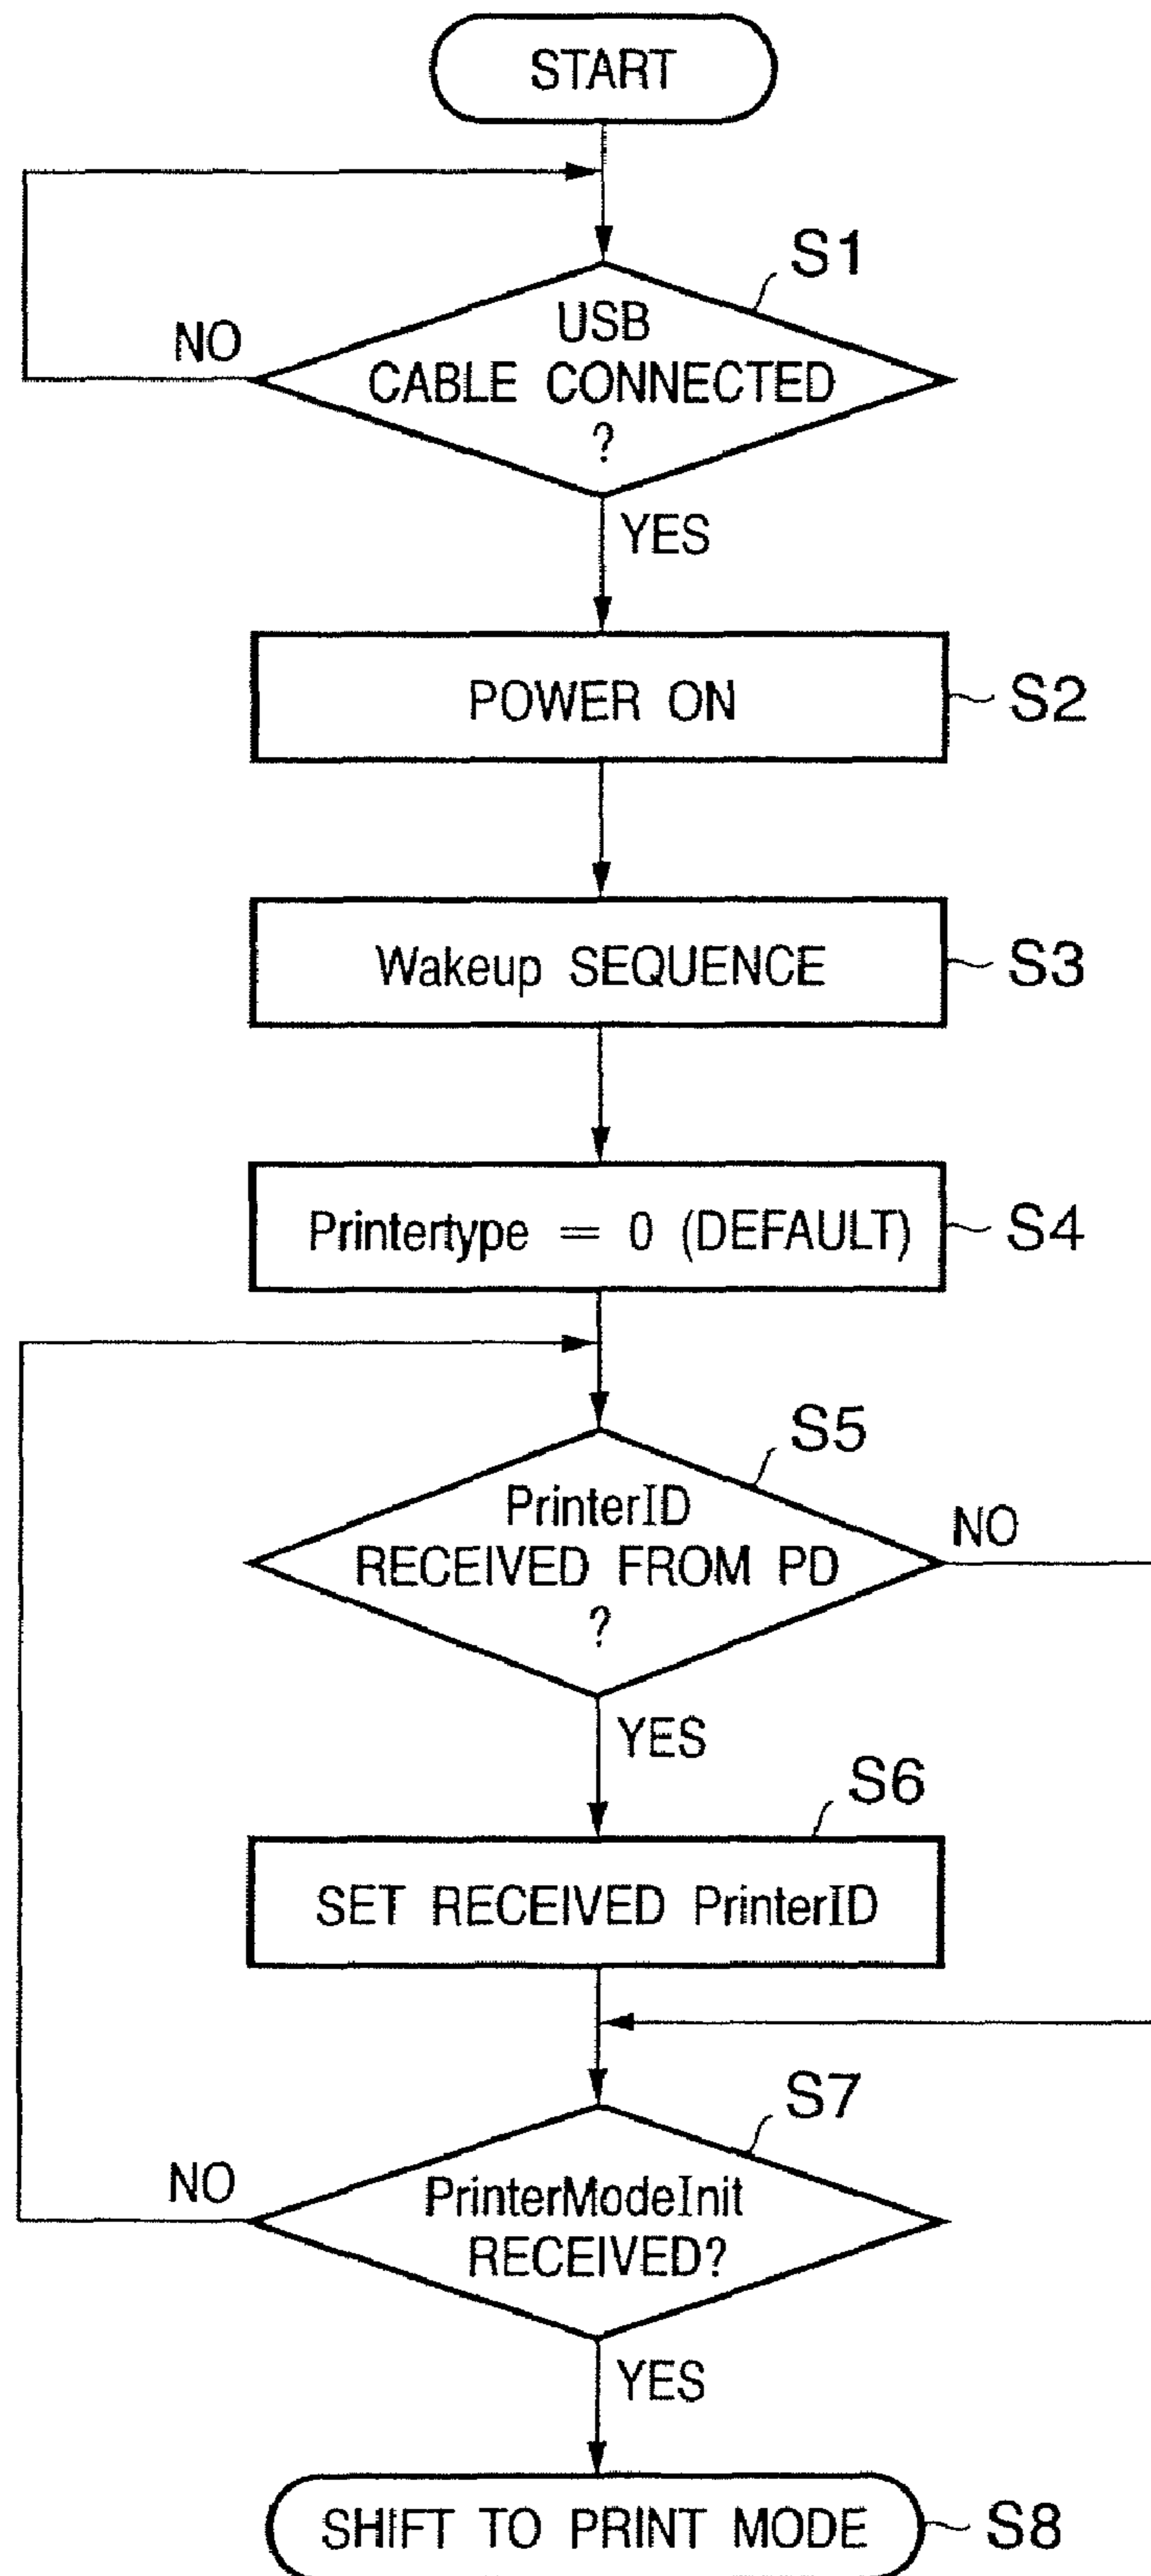 START
S1
USB
CABLE CONNECTED
?
NO
YES
POWER ON
S2
Wakeup SEQUENCE
S3
Printertype = 0 (DEFAULT)
S4
S5
PrinterID
RECEIVED FROM PD
?
NO
YES
S6
SET RECEIVED PrinterID
S7
NO
PrinterModeInit
RECEIVED?
YES
SHIFT TO PRINT MODE
S8